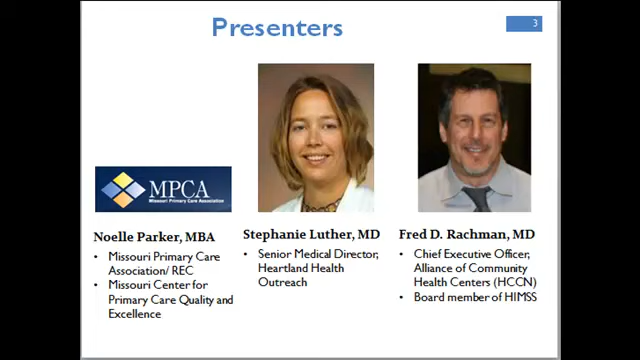 Presenters
3
MPCA
Missouri Primary Care Association
Noelle Parker, MBA
• Missouri Primary Care
Association/ REC
• Missouri Center for
Primary Care Quality and
Excellence
Stephanie Luther, MD
• Senior Medical Director,
Heartland Health
Outreach
Fred D. Rachman, MD
• Chief Executive Officer,
Alliance of Community
Health Centers (HCCN)
• Board member of HIMSS